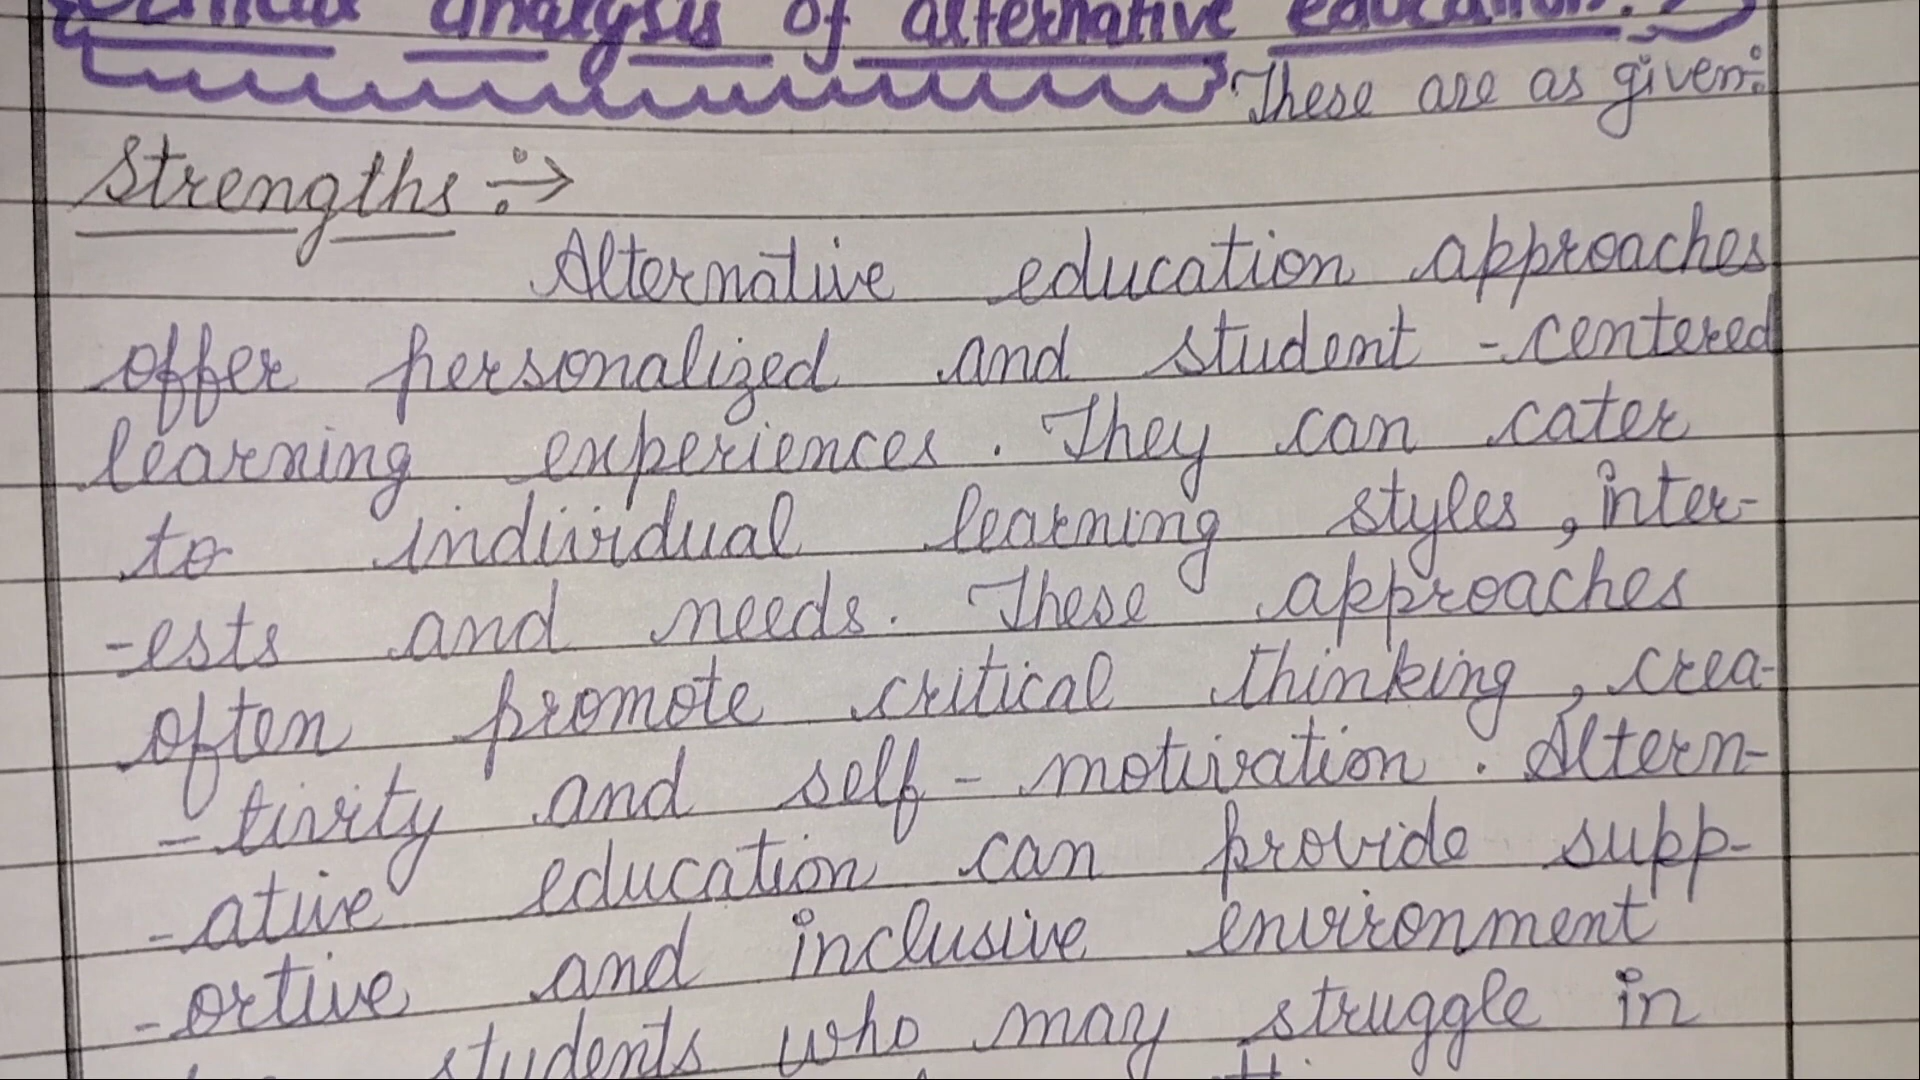 Critical analysis of alternative education:
These are as given:
Strengths :→
Alternative education approaches
offer personalized and student-centered
learning experiences. They can cater
to individual learning styles, inter-
-ests and needs. These approaches
often promote critical thinking, crea-
-tivity and self-motivation. Altern-
-ative education can provide supp-
-ortive and inclusive environment
students who may struggle in